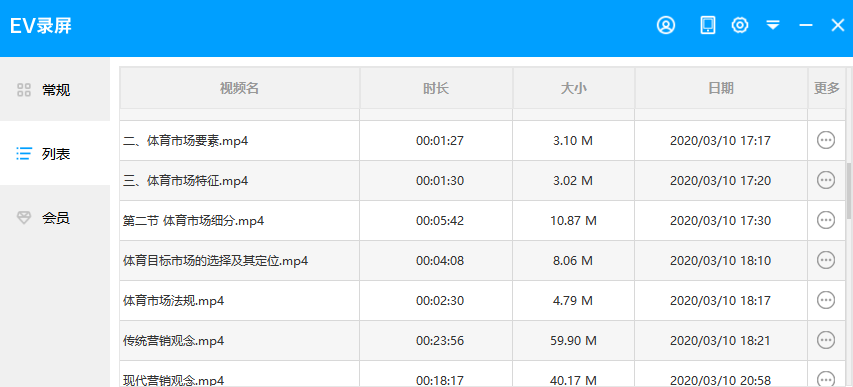 EV录屏
常规
列表
会员
视频名 时长 大小 日期 更多
二、体育市场要素.mp4 00:01:27 3.10 M 2020/03/10 17:17
三、体育市场特征.mp4 00:01:30 3.02 M 2020/03/10 17:20
第二节 体育市场细分.mp4 00:05:42 10.87 M 2020/03/10 17:30
体育目标市场的选择及其定位.mp4 00:04:08 8.06 M 2020/03/10 18:10
体育市场法规.mp4 00:02:30 4.79 M 2020/03/10 18:17
传统营销观念.mp4 00:23:56 59.90 M 2020/03/10 18:21
现代营销观念.mp4 00:18:17 40.17 M 2020/03/10 20:58